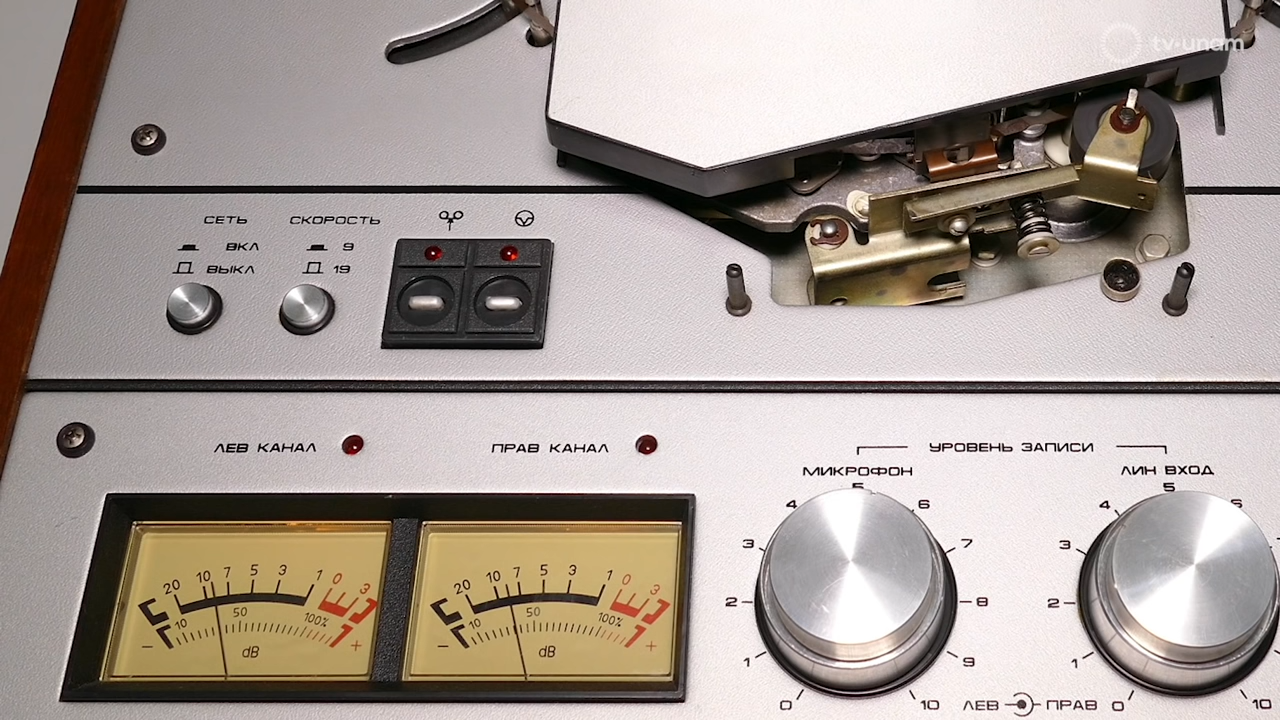 tv·unam
СЕТЬ СКОРОСТЬ
ВКЛ 9
ВЫКЛ 19
ЛЕВ КАНАЛ ПРАВ КАНАЛ
УРОВЕНЬ ЗАПИСИ
МИКРОФОН ЛИН ВХОД
20 10 7 5 3 1 0 3
10 50 100%
- dB +
20 10 7 5 3 1 0 3
10 50 100%
- dB +
0 1 2 3 4 5 6 7 8 9 10
ЛЕВ ПРАВ
0 1 2 3 4 5 6 10